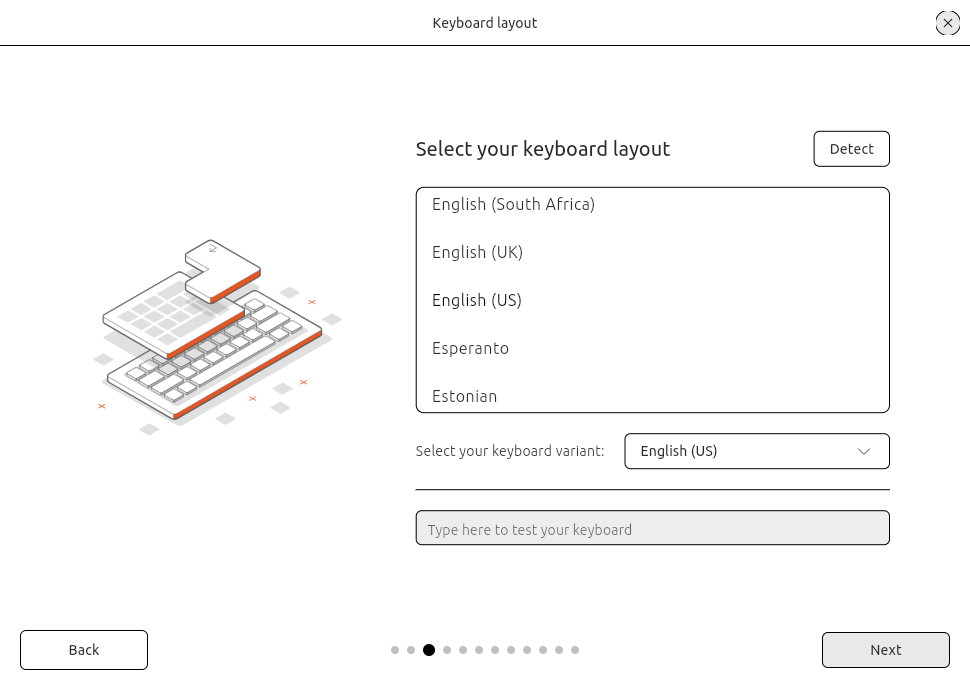 Keyboard layout
Select your keyboard layout
Detect
English (South Africa)
English (UK)
English (US)
Esperanto
Estonian
Select your keyboard variant:
English (US)
Type here to test your keyboard
Back
Next